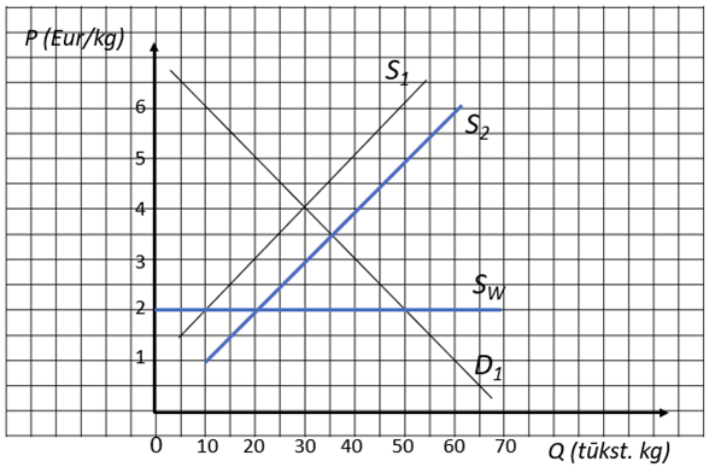 P (Eur/kg)
S₁
6
S₂
5
4
3
S_W
2
1
D₁
0 10 20 30 40 50 60 70
Q (tūkst. kg)